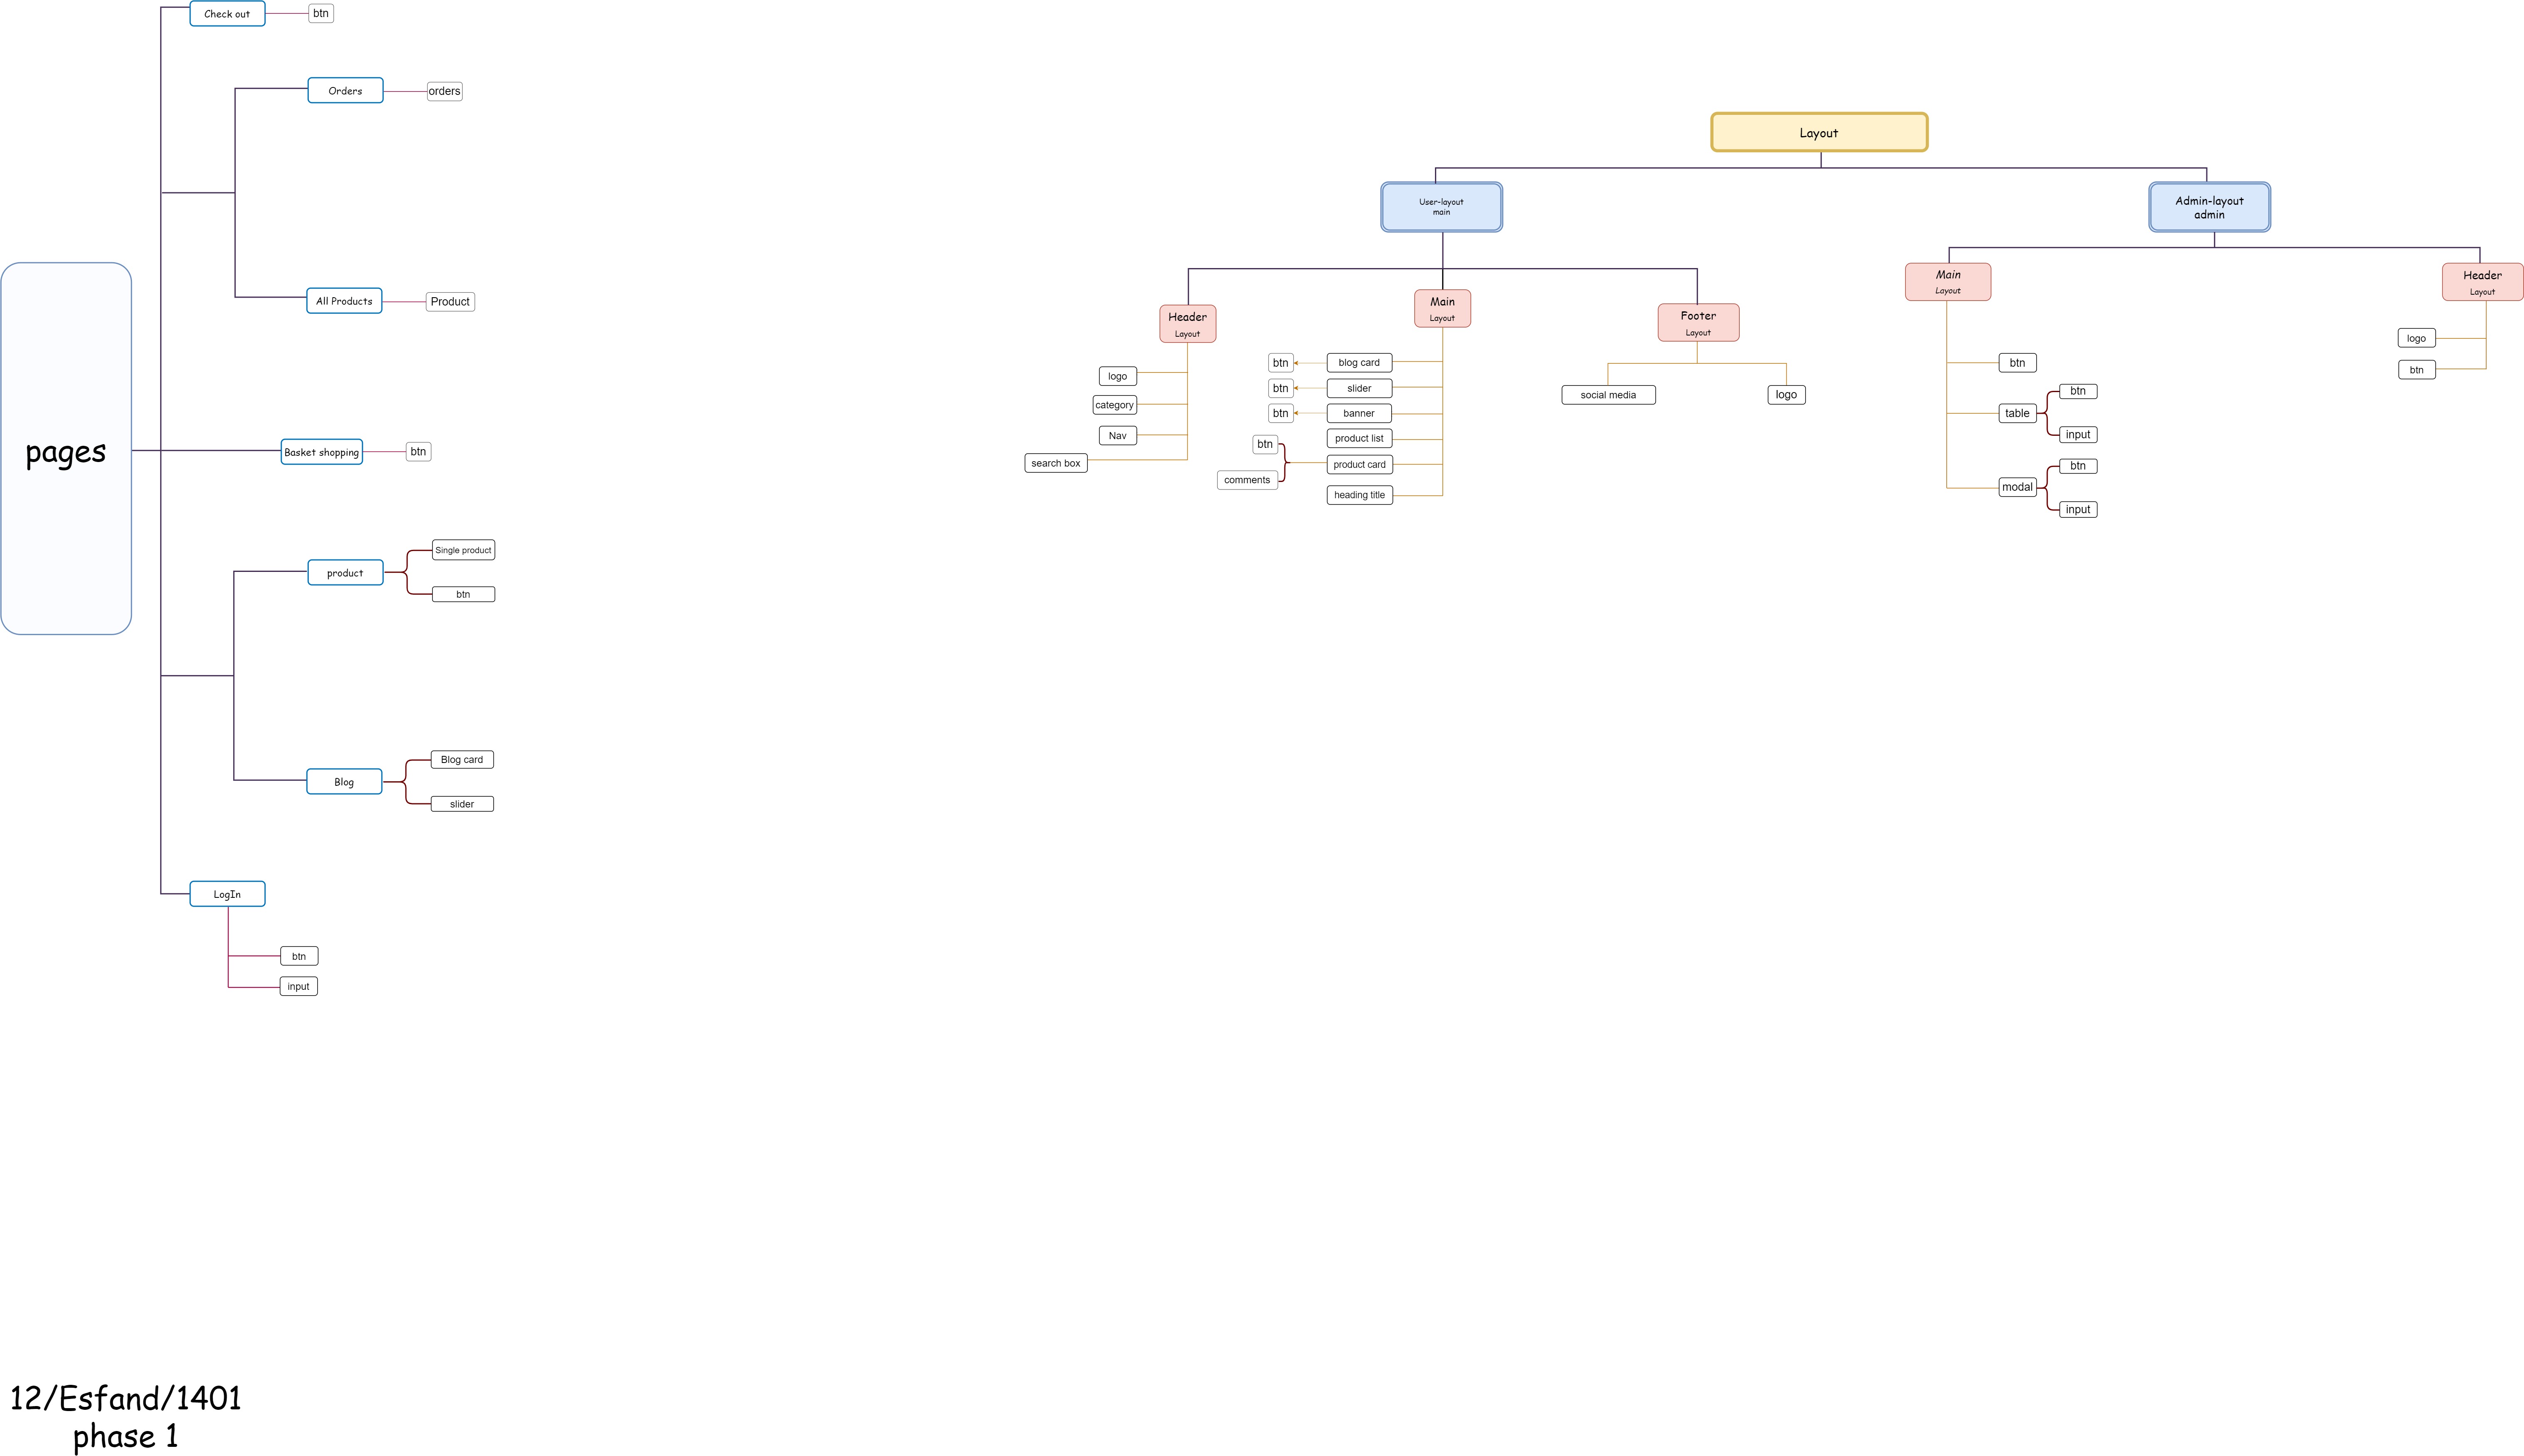 Check out
btn
Orders
orders
All Products
Product
pages
Basket shopping
btn
product
Single product
btn
Blog
Blog card
slider
LogIn
btn
input
12/Esfand/1401
phase 1
Layout
User-layout
main
Admin-layout
admin
Header
Layout
logo
category
Nav
search box
Main
Layout
blog card
btn
slider
btn
banner
btn
product list
product card
btn
comments
heading title
Footer
Layout
social media
logo
Main
Layout
btn
table
btn
input
modal
btn
input
Header
Layout
logo
btn